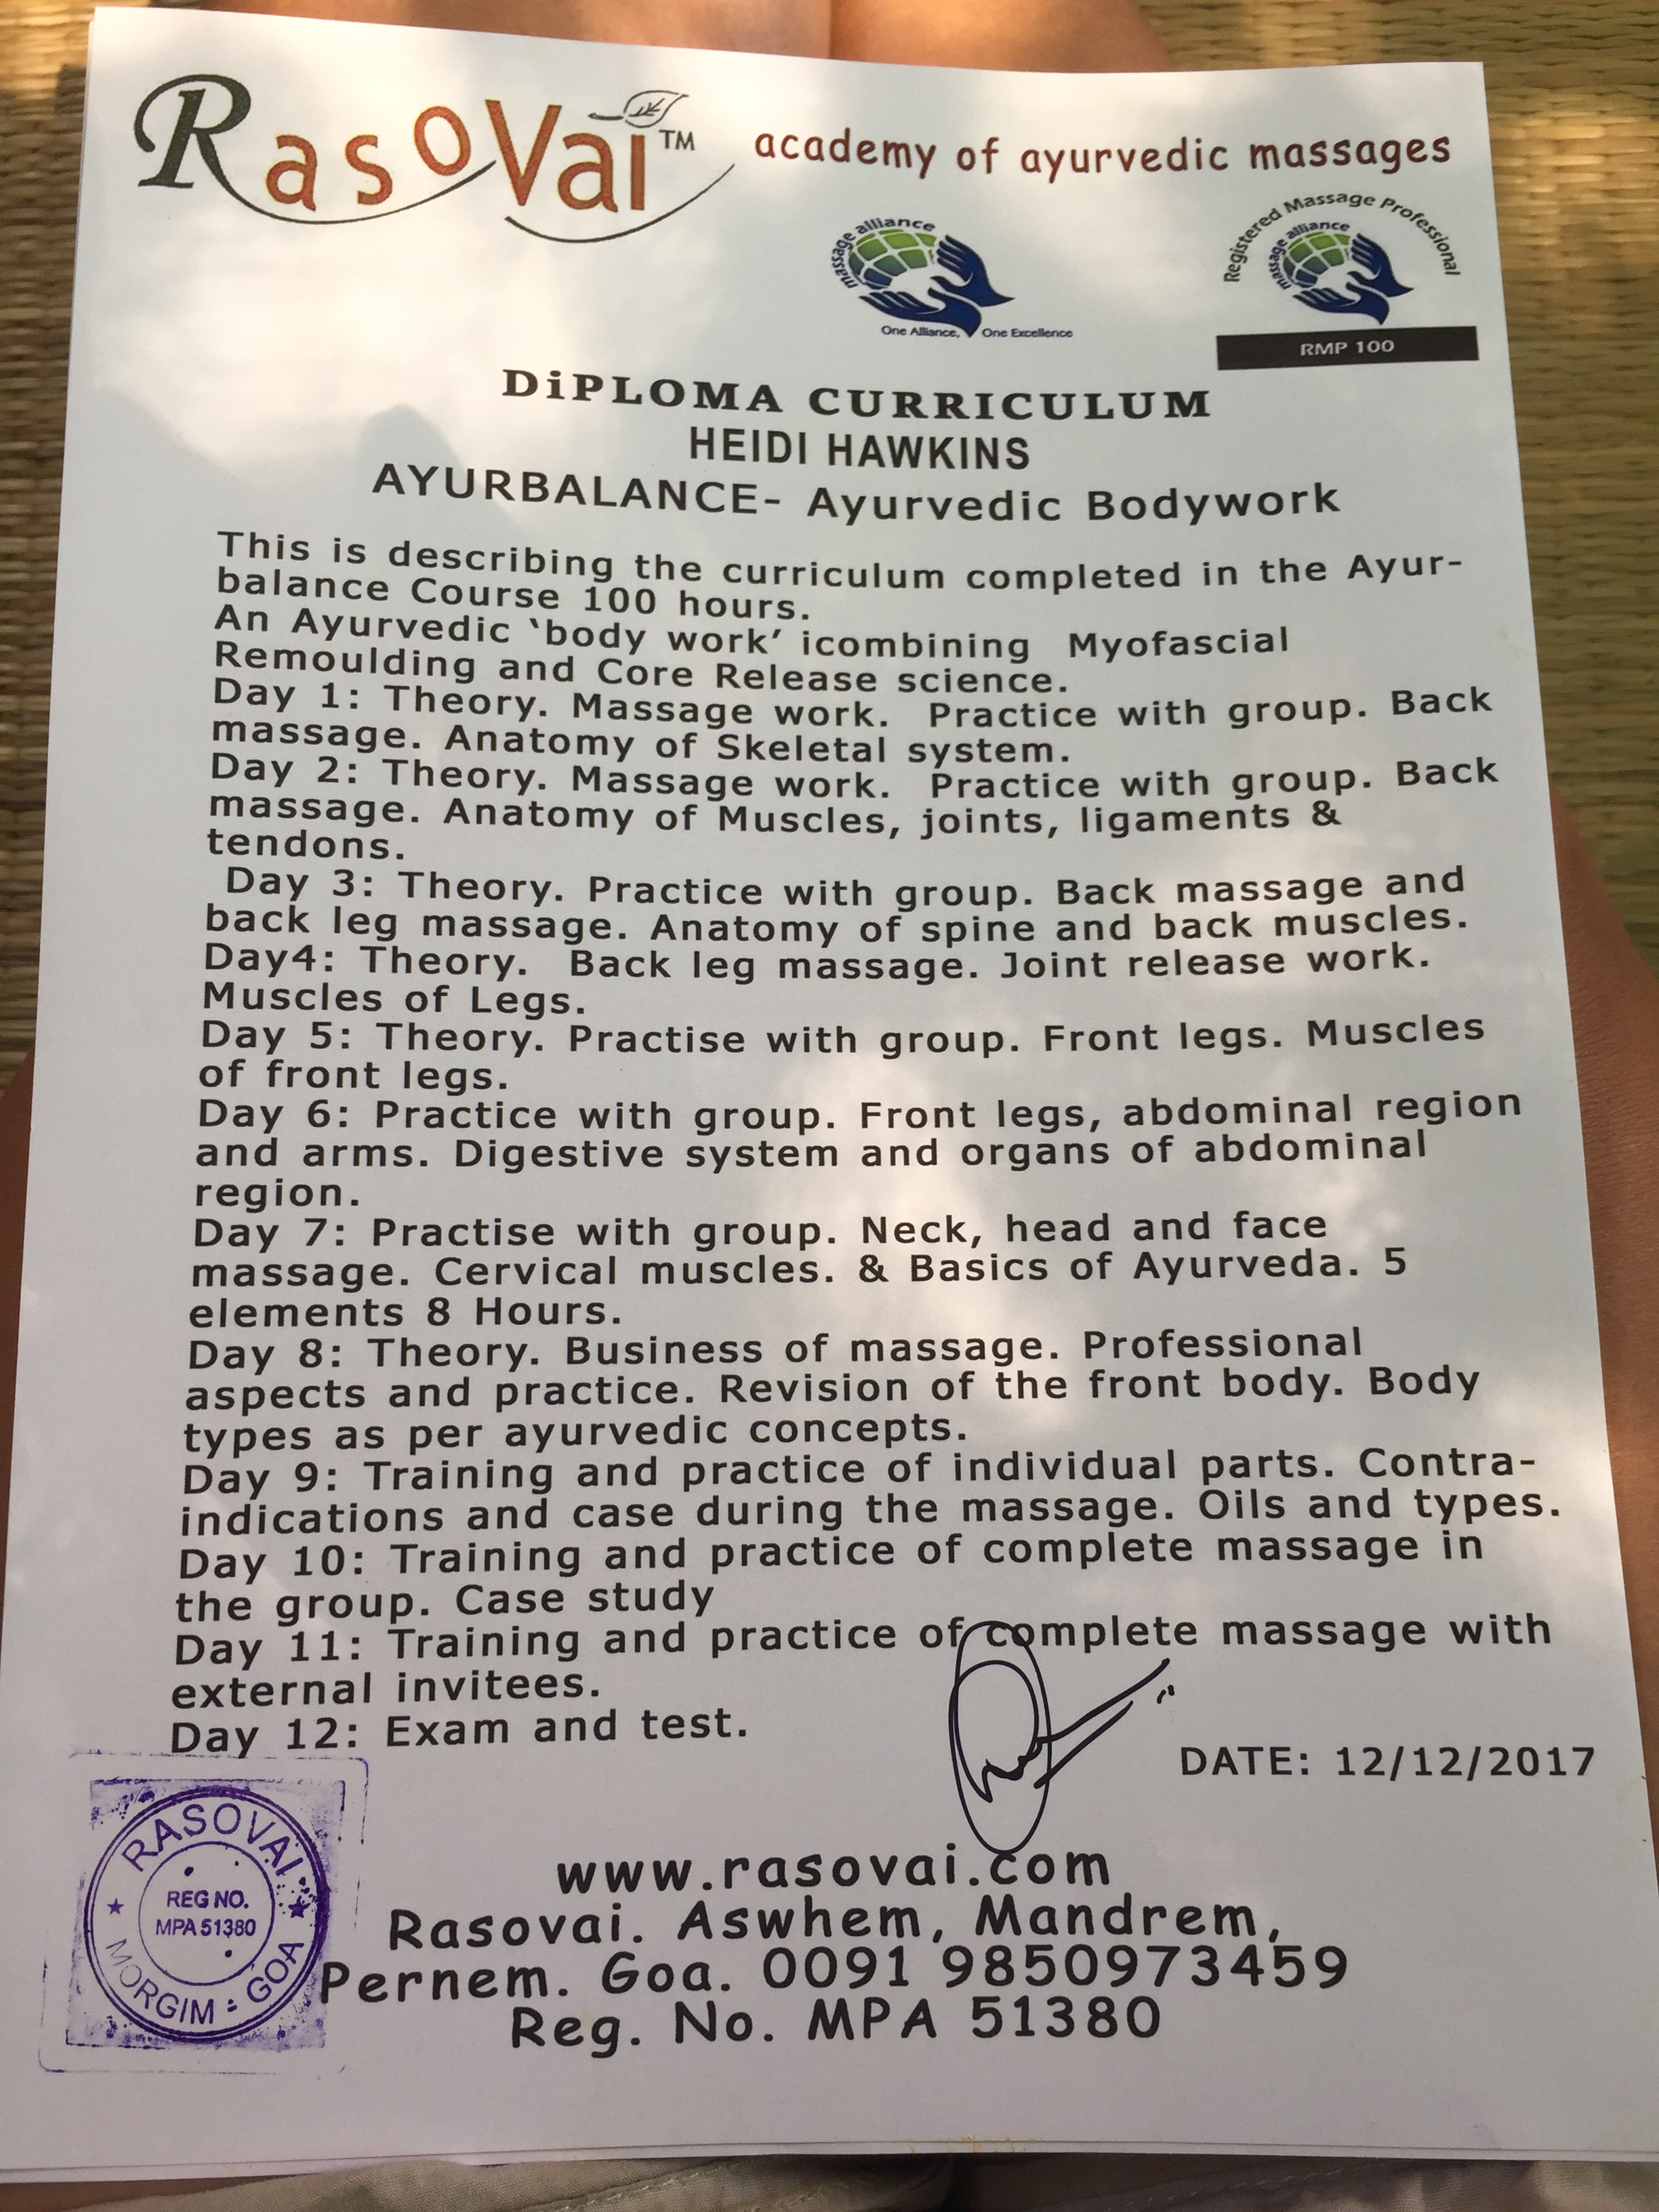 RasoVai™ academy of ayurvedic massages
massage alliance
One Alliance, One Excellence
Registered Massage Professional
massage alliance
RMP 100
DiPLOMA CURRICULUM
HEIDI HAWKINS
AYURBALANCE- Ayurvedic Bodywork
This is describing the curriculum completed in the Ayur-
balance Course 100 hours.
An Ayurvedic ‘body work’ icombining Myofascial
Remoulding and Core Release science.
Day 1: Theory. Massage work. Practice with group. Back
massage. Anatomy of Skeletal system.
Day 2: Theory. Massage work. Practice with group. Back
massage. Anatomy of Muscles, joints, ligaments &
tendons.
Day 3: Theory. Practice with group. Back massage and
back leg massage. Anatomy of spine and back muscles.
Day4: Theory. Back leg massage. Joint release work.
Muscles of Legs.
Day 5: Theory. Practise with group. Front legs. Muscles
of front legs.
Day 6: Practice with group. Front legs, abdominal region
and arms. Digestive system and organs of abdominal
region.
Day 7: Practise with group. Neck, head and face
massage. Cervical muscles. & Basics of Ayurveda. 5
elements 8 Hours.
Day 8: Theory. Business of massage. Professional
aspects and practice. Revision of the front body. Body
types as per ayurvedic concepts.
Day 9: Training and practice of individual parts. Contra-
indications and case during the massage. Oils and types.
Day 10: Training and practice of complete massage in
the group. Case study
Day 11: Training and practice of complete massage with
external invitees.
Day 12: Exam and test.
DATE: 12/12/2017
RASOVAI
REG NO.
MPA 51380
MORGIM : GOA
www.rasovai.com
Rasovai. Aswhem, Mandrem,
Pernem. Goa. 0091 9850973459
Reg. No. MPA 51380